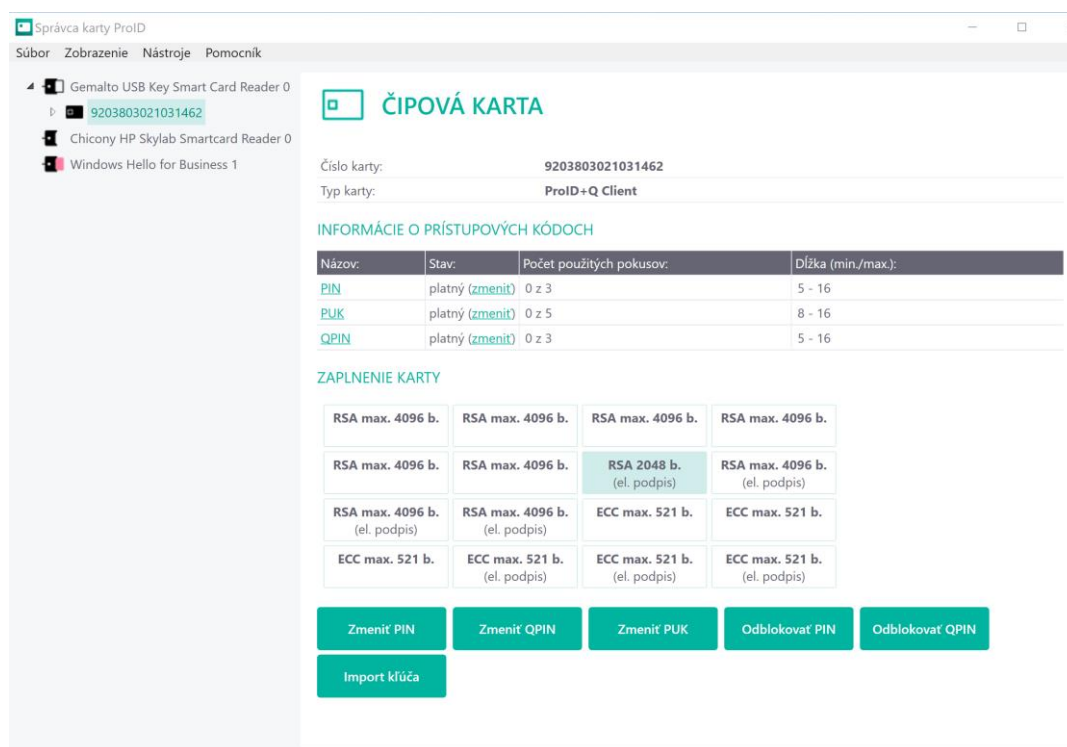 Správca karty ProID
Súbor Zobrazenie Nástroje Pomocník
Gemalto USB Key Smart Card Reader 0
9203803021031462
Chicony HP Skylab Smartcard Reader 0
Windows Hello for Business 1
ČIPOVÁ KARTA
Číslo karty: 9203803021031462
Typ karty: ProID+Q Client
INFORMÁCIE O PRÍSTUPOVÝCH KÓDOCH
Názov: Stav: Počet použitých pokusov: Dĺžka (min./max.):
PIN platný (zmeniť) 0 z 3 5 - 16
PUK platný (zmeniť) 0 z 5 8 - 16
QPIN platný (zmeniť) 0 z 3 5 - 16
ZAPLNENIE KARTY
RSA max. 4096 b. RSA max. 4096 b. RSA max. 4096 b. RSA max. 4096 b.
RSA max. 4096 b. RSA max. 4096 b. RSA 2048 b. RSA max. 4096 b.
(el. podpis) (el. podpis)
RSA max. 4096 b. RSA max. 4096 b. ECC max. 521 b. ECC max. 521 b.
(el. podpis) (el. podpis)
ECC max. 521 b. ECC max. 521 b. ECC max. 521 b. ECC max. 521 b.
(el. podpis) (el. podpis) (el. podpis)
Zmeniť PIN Zmeniť QPIN Zmeniť PUK Odblokovať PIN Odblokovať QPIN
Import kľúča